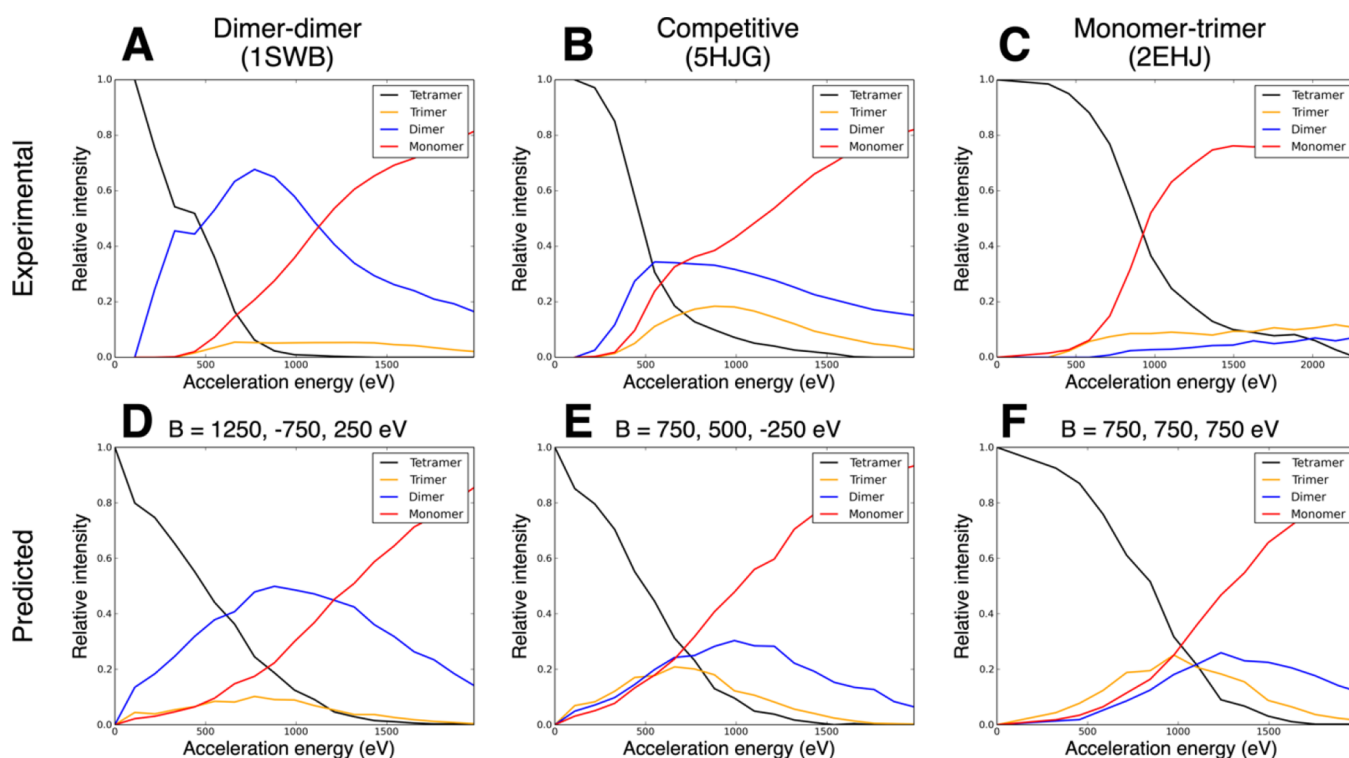 A
Dimer-dimer
(1SWB)
B
Competitive
(5HJG)
C
Monomer-trimer
(2EHJ)
Experimental
Relative intensity
1.0
0.8
0.6
0.4
0.2
0.0
0
500
1000
1500
Acceleration energy (eV)
Tetramer
Trimer
Dimer
Monomer
Relative intensity
1.0
0.8
0.6
0.4
0.2
0.0
0
500
1000
1500
Acceleration energy (eV)
Tetramer
Trimer
Dimer
Monomer
Relative intensity
1.0
0.8
0.6
0.4
0.2
0.0
0
500
1000
1500
2000
Acceleration energy (eV)
Tetramer
Trimer
Dimer
Monomer
Predicted
D
B = 1250, -750, 250 eV
Relative intensity
1.0
0.8
0.6
0.4
0.2
0.0
0
500
1000
1500
Acceleration energy (eV)
Tetramer
Trimer
Dimer
Monomer
E
B = 750, 500, -250 eV
Relative intensity
1.0
0.8
0.6
0.4
0.2
0.0
0
500
1000
1500
Acceleration energy (eV)
Tetramer
Trimer
Dimer
Monomer
F
B = 750, 750, 750 eV
Relative intensity
1.0
0.8
0.6
0.4
0.2
0.0
0
500
1000
1500
Acceleration energy (eV)
Tetramer
Trimer
Dimer
Monomer